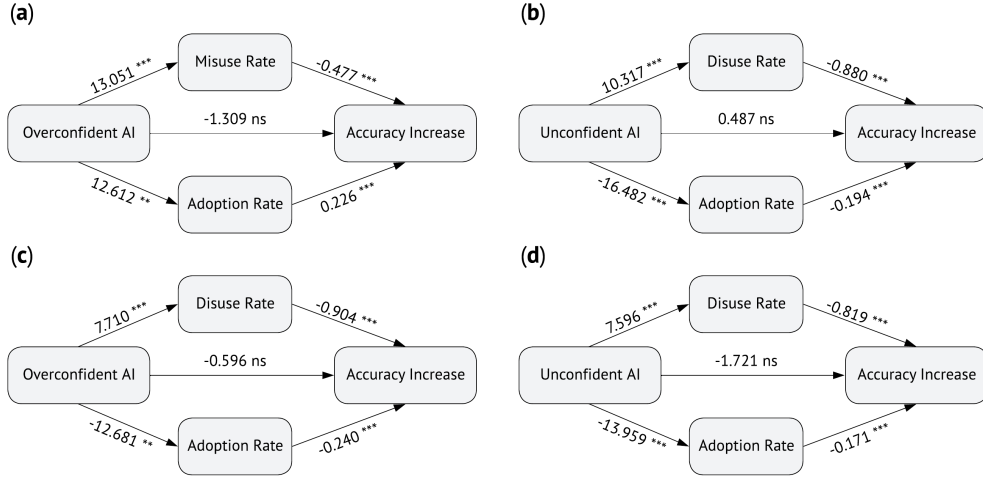 (a)
Misuse Rate
13.051 ***
-0.477 ***
Overconfident AI
-1.309 ns
Accuracy Increase
12.612 **
0.226 ***
Adoption Rate
(b)
Disuse Rate
10.317 ***
-0.880 ***
Unconfident AI
0.487 ns
Accuracy Increase
-16.482 ***
-0.194 ***
Adoption Rate
(c)
Disuse Rate
7.710 ***
-0.904 ***
Overconfident AI
-0.596 ns
Accuracy Increase
-12.681 **
-0.240 ***
Adoption Rate
(d)
Disuse Rate
7.596 ***
-0.819 ***
Unconfident AI
-1.721 ns
Accuracy Increase
-13.959 ***
-0.171 ***
Adoption Rate